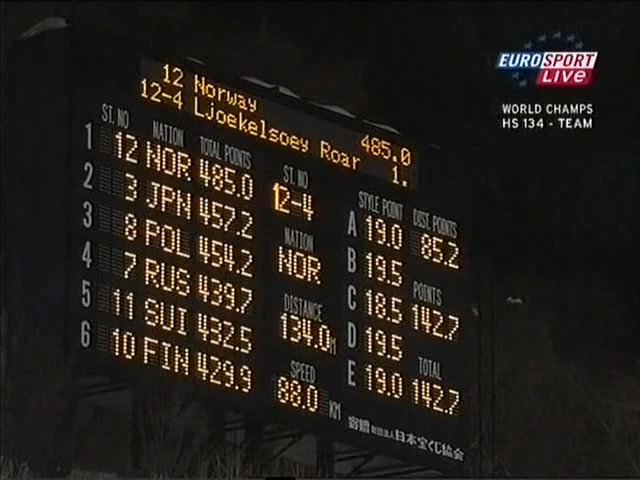 EUROSPORT
LIVE
WORLD CHAMPS
HS 134 - TEAM
12 Norway 485.0
12-4 Ljoekelsoey Roar 1.
ST. NO NATION TOTAL POINTS
1 12 NOR 485.0
2 3 JPN 457.2
3 8 POL 454.2
4 7 RUS 439.7
5 11 SUI 432.5
6 10 FIN 429.9
ST. NO
12-4
NATION
NOR
DISTANCE
134.0M
SPEED
88.0 KM
STYLE POINT
A 19.0
B 19.5
C 18.5
D 19.5
E 19.0
DIST. POINTS
85.2
POINTS
142.7
TOTAL
142.7
財団法人日本宝くじ協会